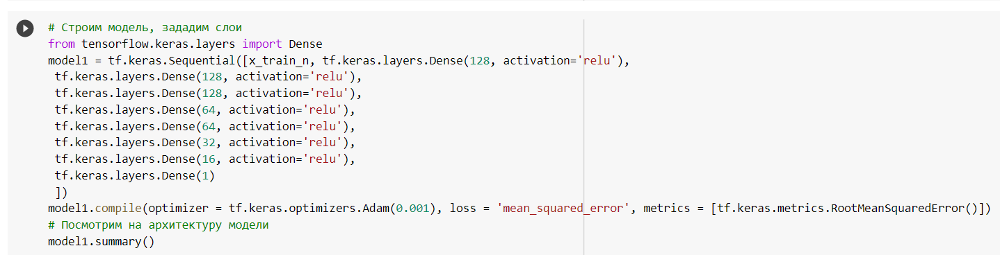 # Строим модель, зададим слои
from tensorflow.keras.layers import Dense
model1 = tf.keras.Sequential([x_train_n, tf.keras.layers.Dense(128, activation='relu'),
 tf.keras.layers.Dense(128, activation='relu'),
 tf.keras.layers.Dense(128, activation='relu'),
 tf.keras.layers.Dense(64, activation='relu'),
 tf.keras.layers.Dense(64, activation='relu'),
 tf.keras.layers.Dense(32, activation='relu'),
 tf.keras.layers.Dense(16, activation='relu'),
 tf.keras.layers.Dense(1)
 ])
model1.compile(optimizer = tf.keras.optimizers.Adam(0.001), loss = 'mean_squared_error', metrics = [tf.keras.metrics.RootMeanSquaredError()])
# Посмотрим на архитектуру модели
model1.summary()